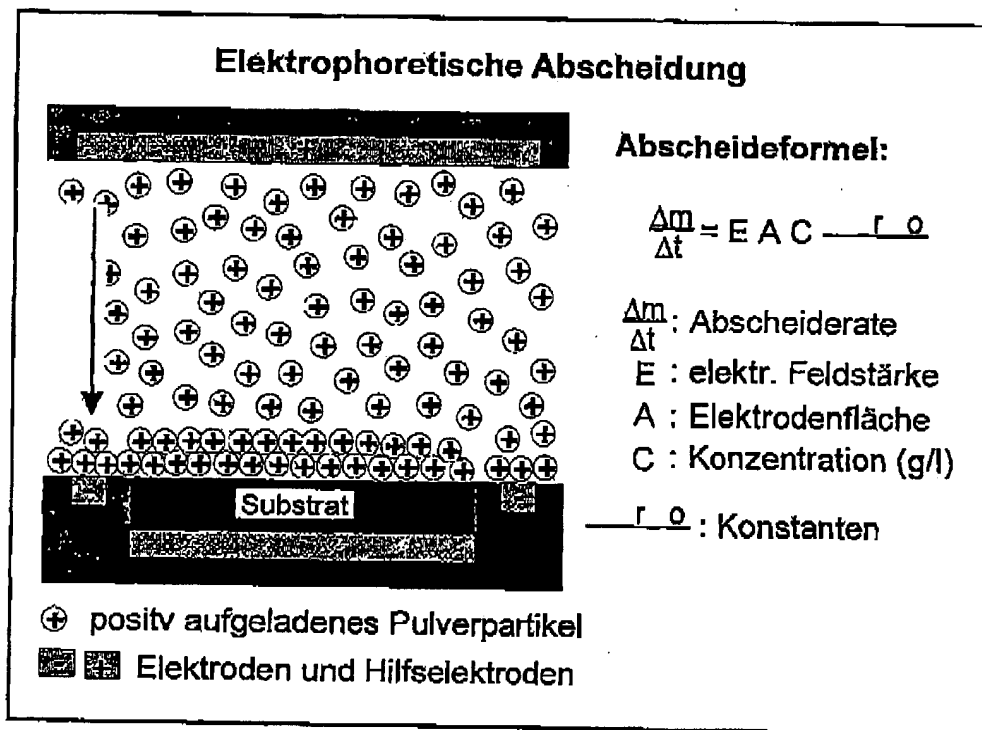 Elektrophoretische Abscheidung
Abscheideformel:
Δm/Δt = E A C r o
Δm/Δt : Abscheiderate
E : elektr. Feldstärke
A : Elektrodenfläche
C : Konzentration (g/l)
r o : Konstanten
Substrat
positv aufgeladenes Pulverpartikel
Elektroden und Hilfselektroden